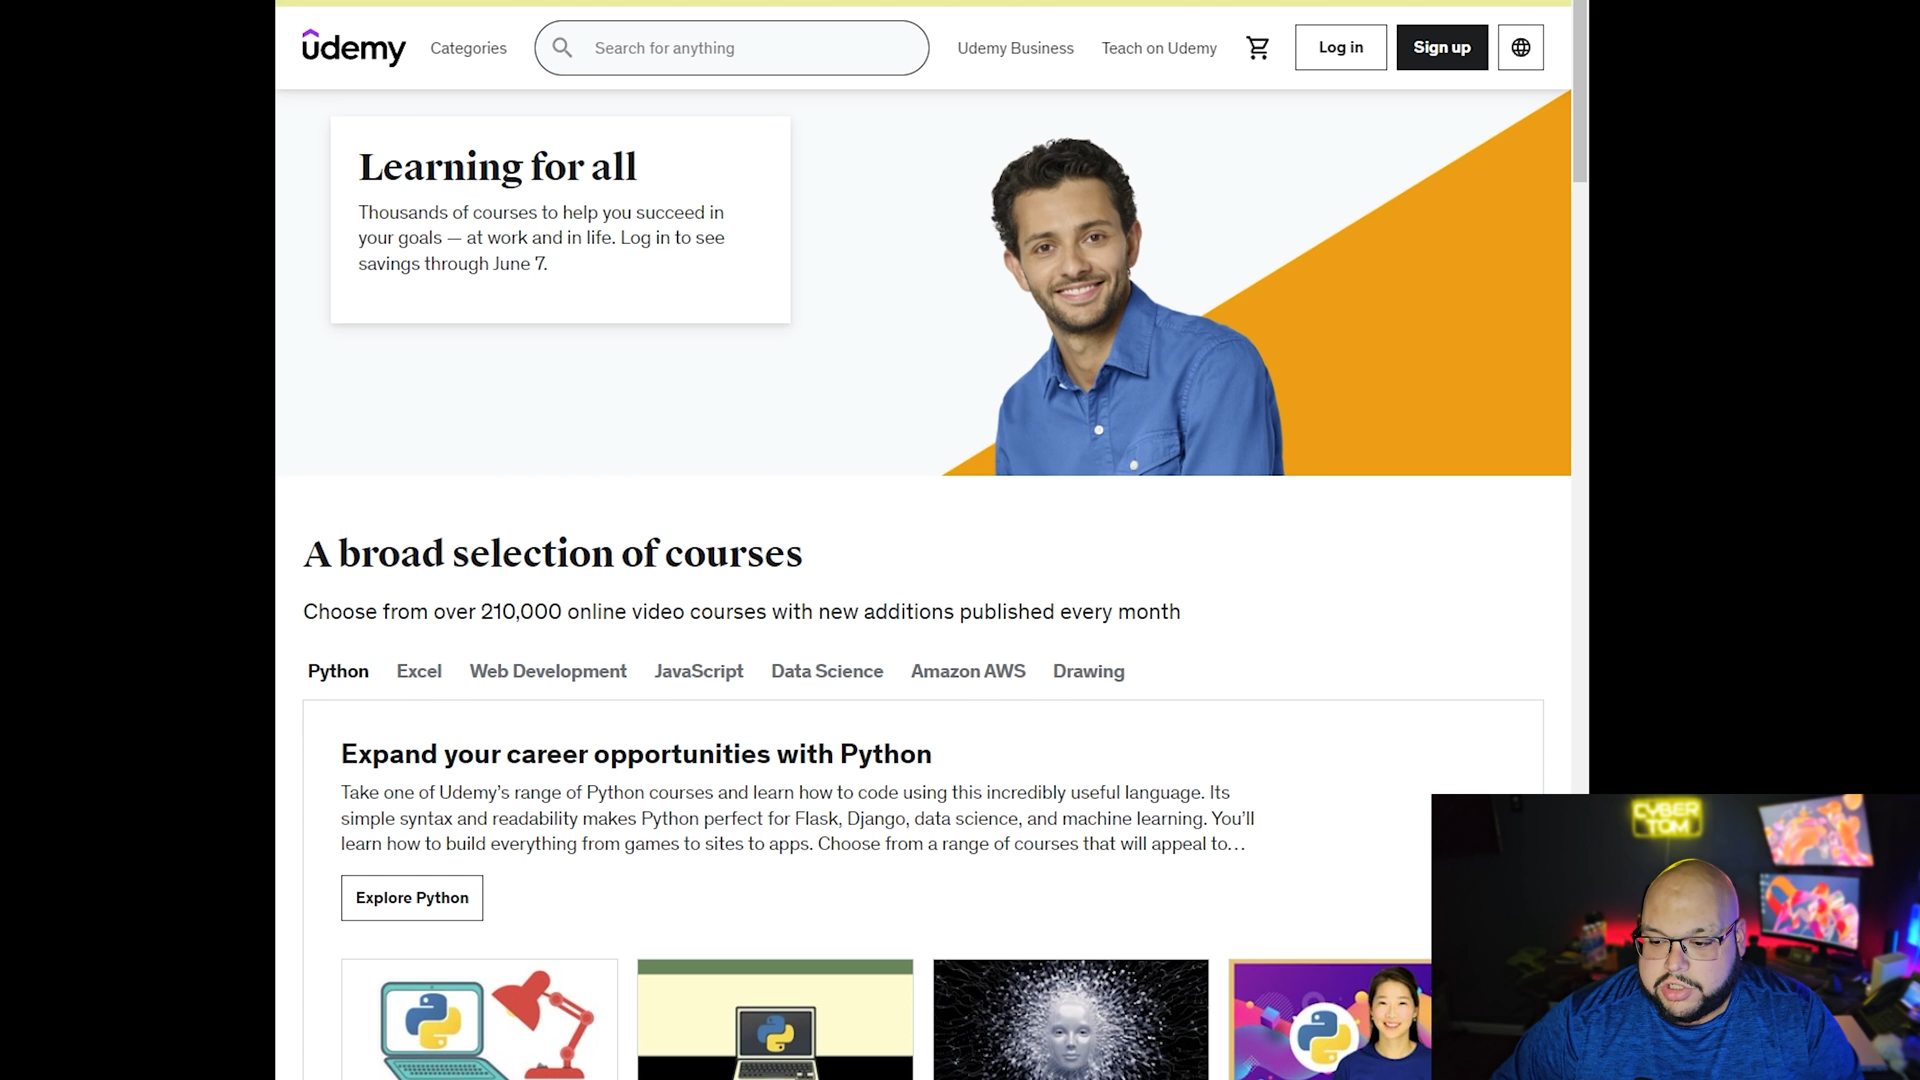 udemy
Categories
Search for anything
Udemy Business
Teach on Udemy
Log in
Sign up
Learning for all
Thousands of courses to help you succeed in
your goals — at work and in life. Log in to see
savings through June 7.
A broad selection of courses
Choose from over 210,000 online video courses with new additions published every month
Python
Excel
Web Development
JavaScript
Data Science
Amazon AWS
Drawing
Expand your career opportunities with Python
Take one of Udemy’s range of Python courses and learn how to code using this incredibly useful language. Its
simple syntax and readability makes Python perfect for Flask, Django, data science, and machine learning. You’ll
learn how to build everything from games to sites to apps. Choose from a range of courses that will appeal to…
Explore Python
CYBER
TOM